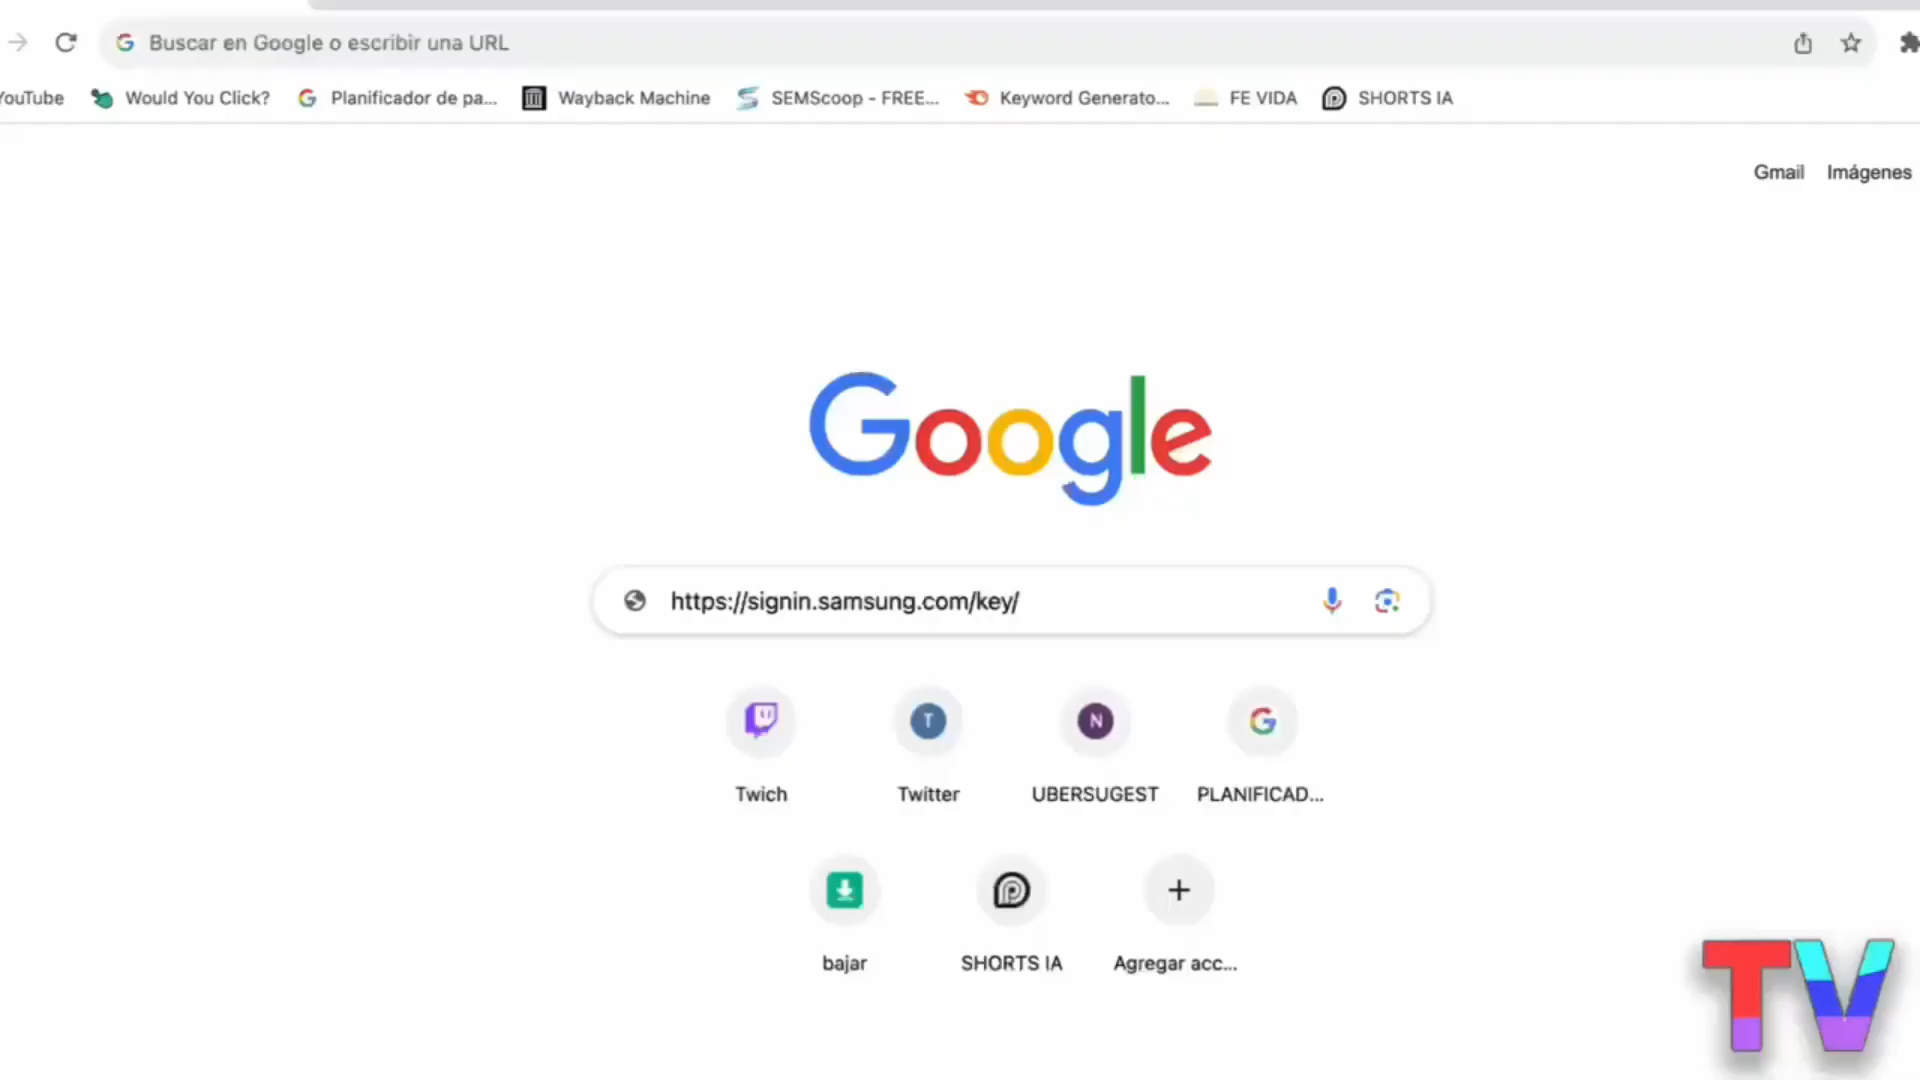 Buscar en Google o escribir una URL
YouTube Would You Click? Planificador de pa... Wayback Machine SEMScoop - FREE... Keyword Generato... FE VIDA SHORTS IA
Gmail Imágenes
Google
https://signin.samsung.com/key/
T N
Twich Twitter UBERSUGEST PLANIFICAD...
bajar SHORTS IA Agregar acc...
TV